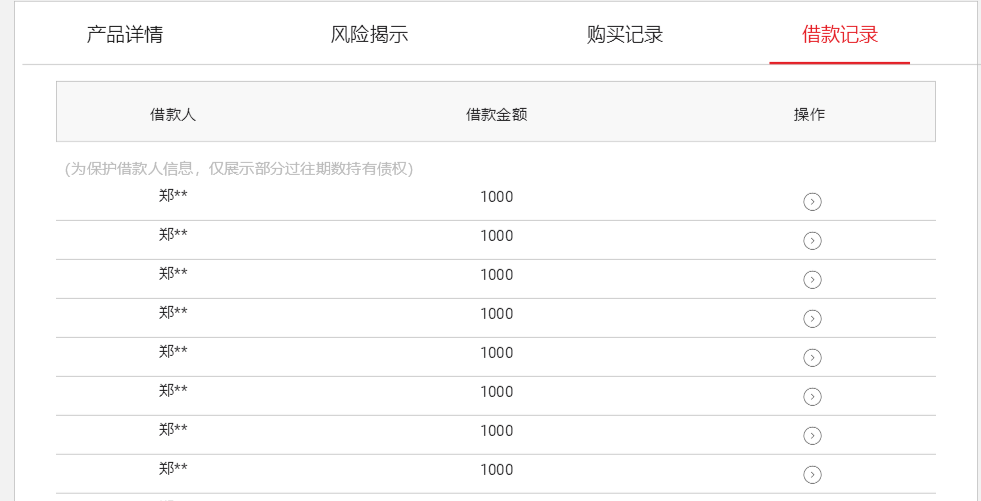 产品详情 风险揭示 购买记录 借款记录
借款人 借款金额 操作
(为保护借款人信息，仅展示部分过往期数持有债权)
郑** 1000
郑** 1000
郑** 1000
郑** 1000
郑** 1000
郑** 1000
郑** 1000
郑** 1000